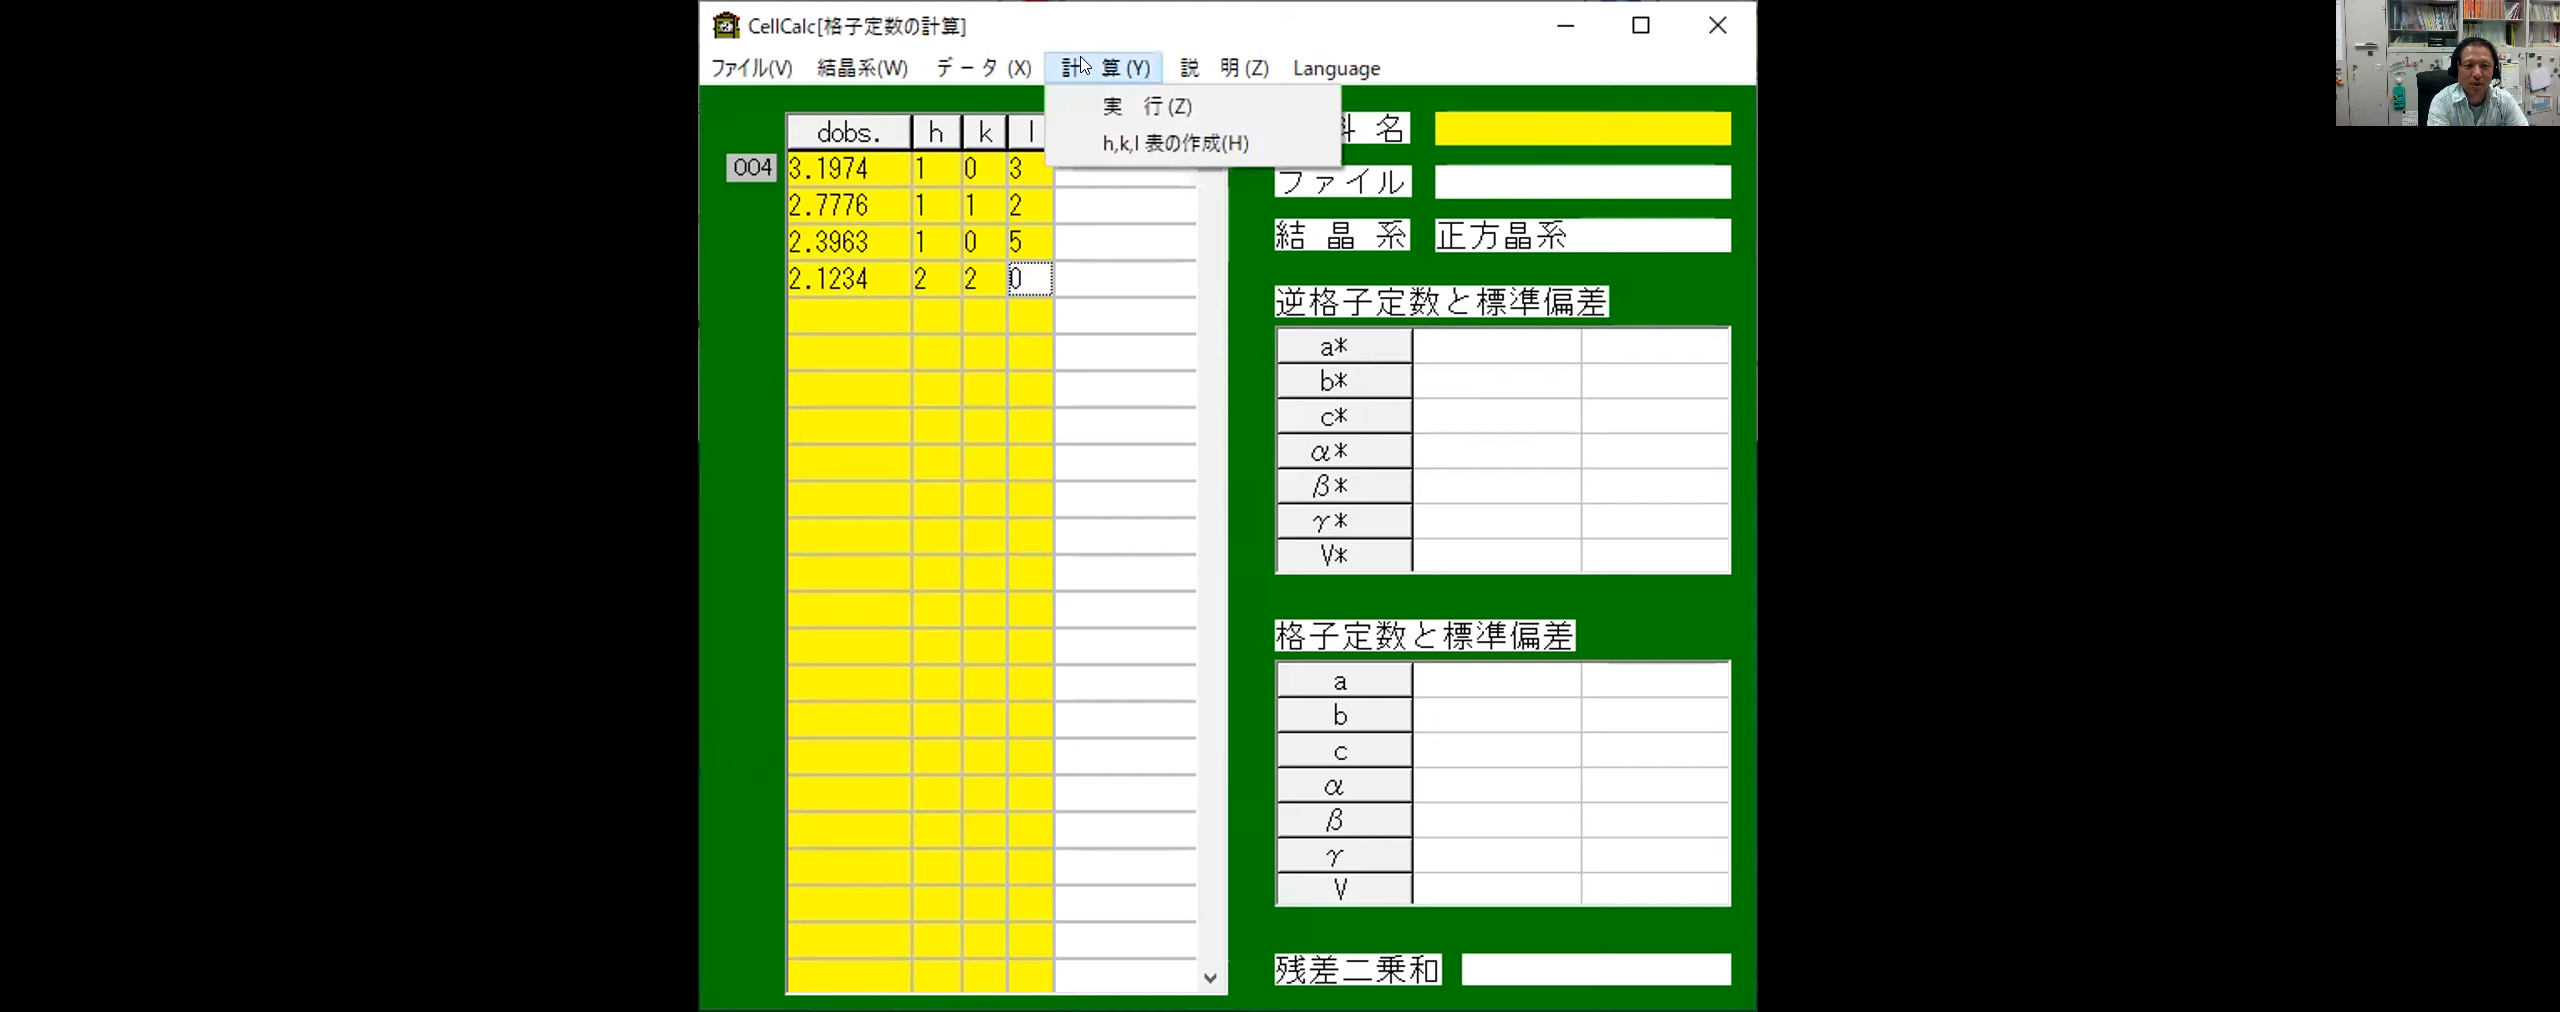 CellCalc[格子定数の計算]
ファイル(V) 結晶系(W) データ (X) 計 算 (Y) 説 明 (Z) Language
実 行 (Z)
h,k,l 表の作成(H)
dobs. h k l
004 3.1974 1 0 3
2.7776 1 1 2
2.3963 1 0 5
2.1234 2 2 0
料 名
ファイル
結 晶 系 正方晶系
逆格子定数と標準偏差
a*
b*
c*
α*
β*
γ*
V*
格子定数と標準偏差
a
b
c
α
β
γ
V
残差二乗和